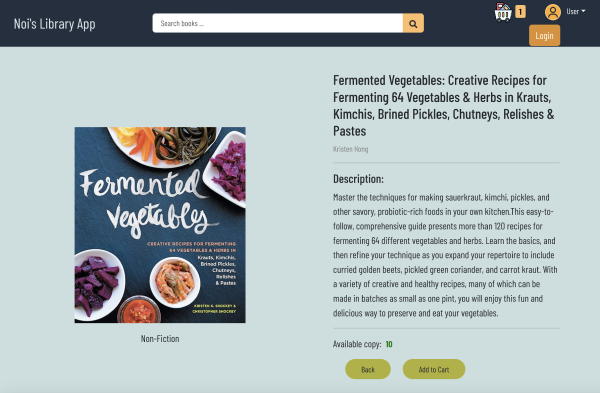 Noi's Library App
Search books ...
1
User
Login
Fermented Vegetables: Creative Recipes for
Fermenting 64 Vegetables & Herbs in Krauts,
Kimchis, Brined Pickles, Chutneys, Relishes &
Pastes
Kristen Hong
Description:
Master the techniques for making sauerkraut, kimchi, pickles, and
other savory, probiotic-rich foods in your own kitchen.This easy-to-
follow, comprehensive guide presents more than 120 recipes for
fermenting 64 different vegetables and herbs. Learn the basics, and
then refine your technique as you expand your repertoire to include
curried golden beets, pickled green coriander, and carrot kraut. With
a variety of creative and healthy recipes, many of which can be
made in batches as small as one pint, you will enjoy this fun and
delicious way to preserve and eat your vegetables.
Available copy: 10
Back
Add to Cart
Fermented
Vegetables
CREATIVE RECIPES FOR FERMENTING
64 VEGETABLES & HERBS IN
Krauts, Kimchis,
Brined Pickles,
Chutneys,
Relishes
& Pastes
KIRSTEN K. SHOCKEY &
CHRISTOPHER SHOCKEY
Non-Fiction